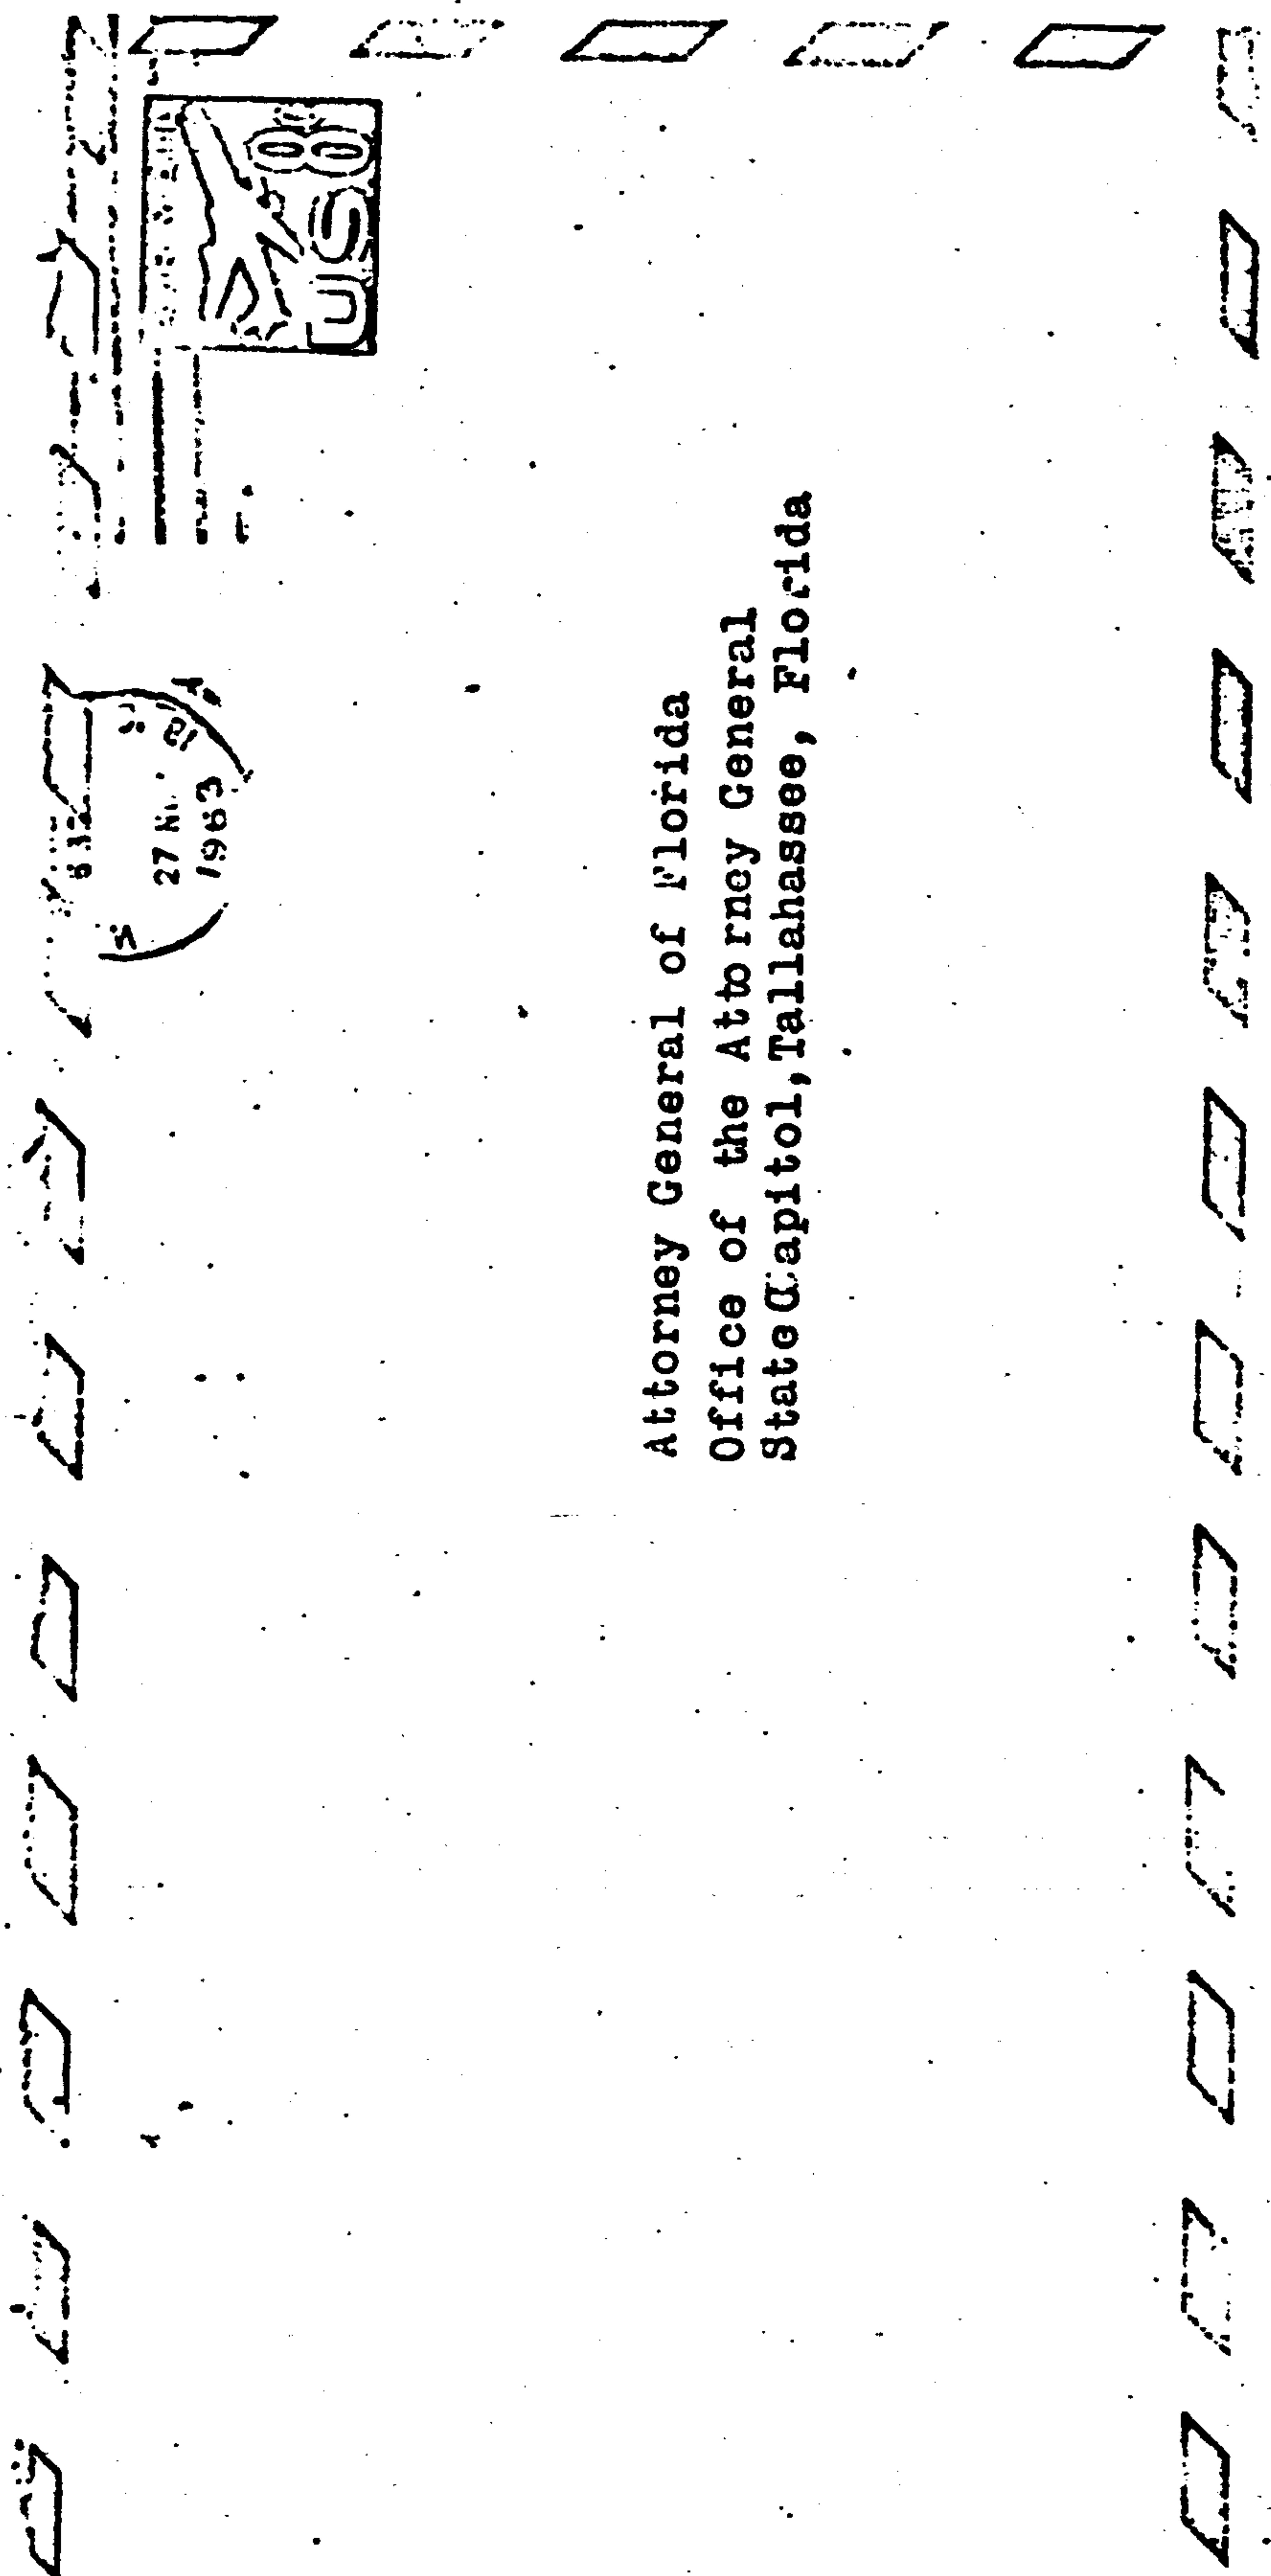 US 8¢
27 N
1963
Attorney General of Florida
Office of the Attorney General
State Capitol, Tallahassee, Florida